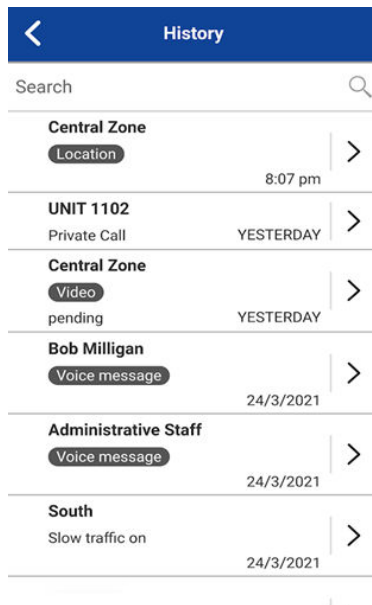 History
Search
Central Zone
Location
8:07 pm
UNIT 1102
Private Call YESTERDAY
Central Zone
Video
pending YESTERDAY
Bob Milligan
Voice message
24/3/2021
Administrative Staff
Voice message
24/3/2021
South
Slow traffic on
24/3/2021